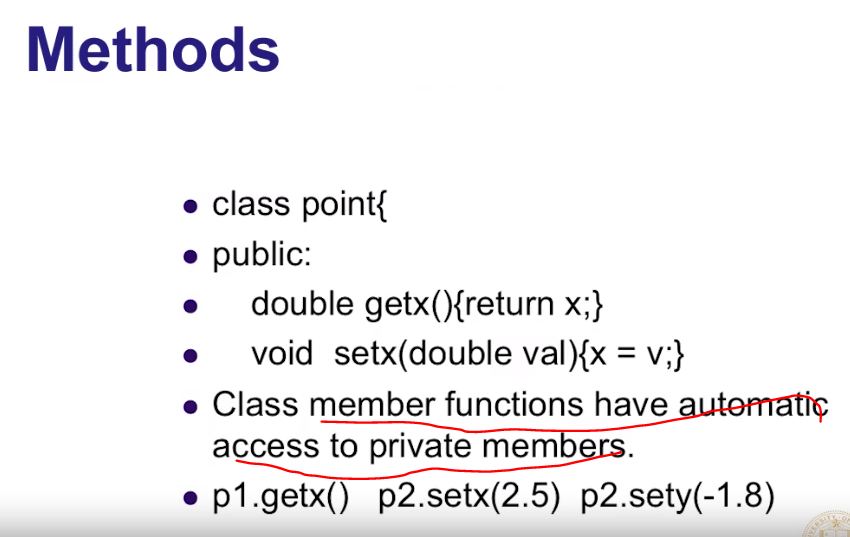 Methods
● class point{
● public:
● double getx(){return x;}
● void setx(double val){x = v;}
● Class member functions have automatic
access to private members.
● p1.getx() p2.setx(2.5) p2.sety(-1.8)